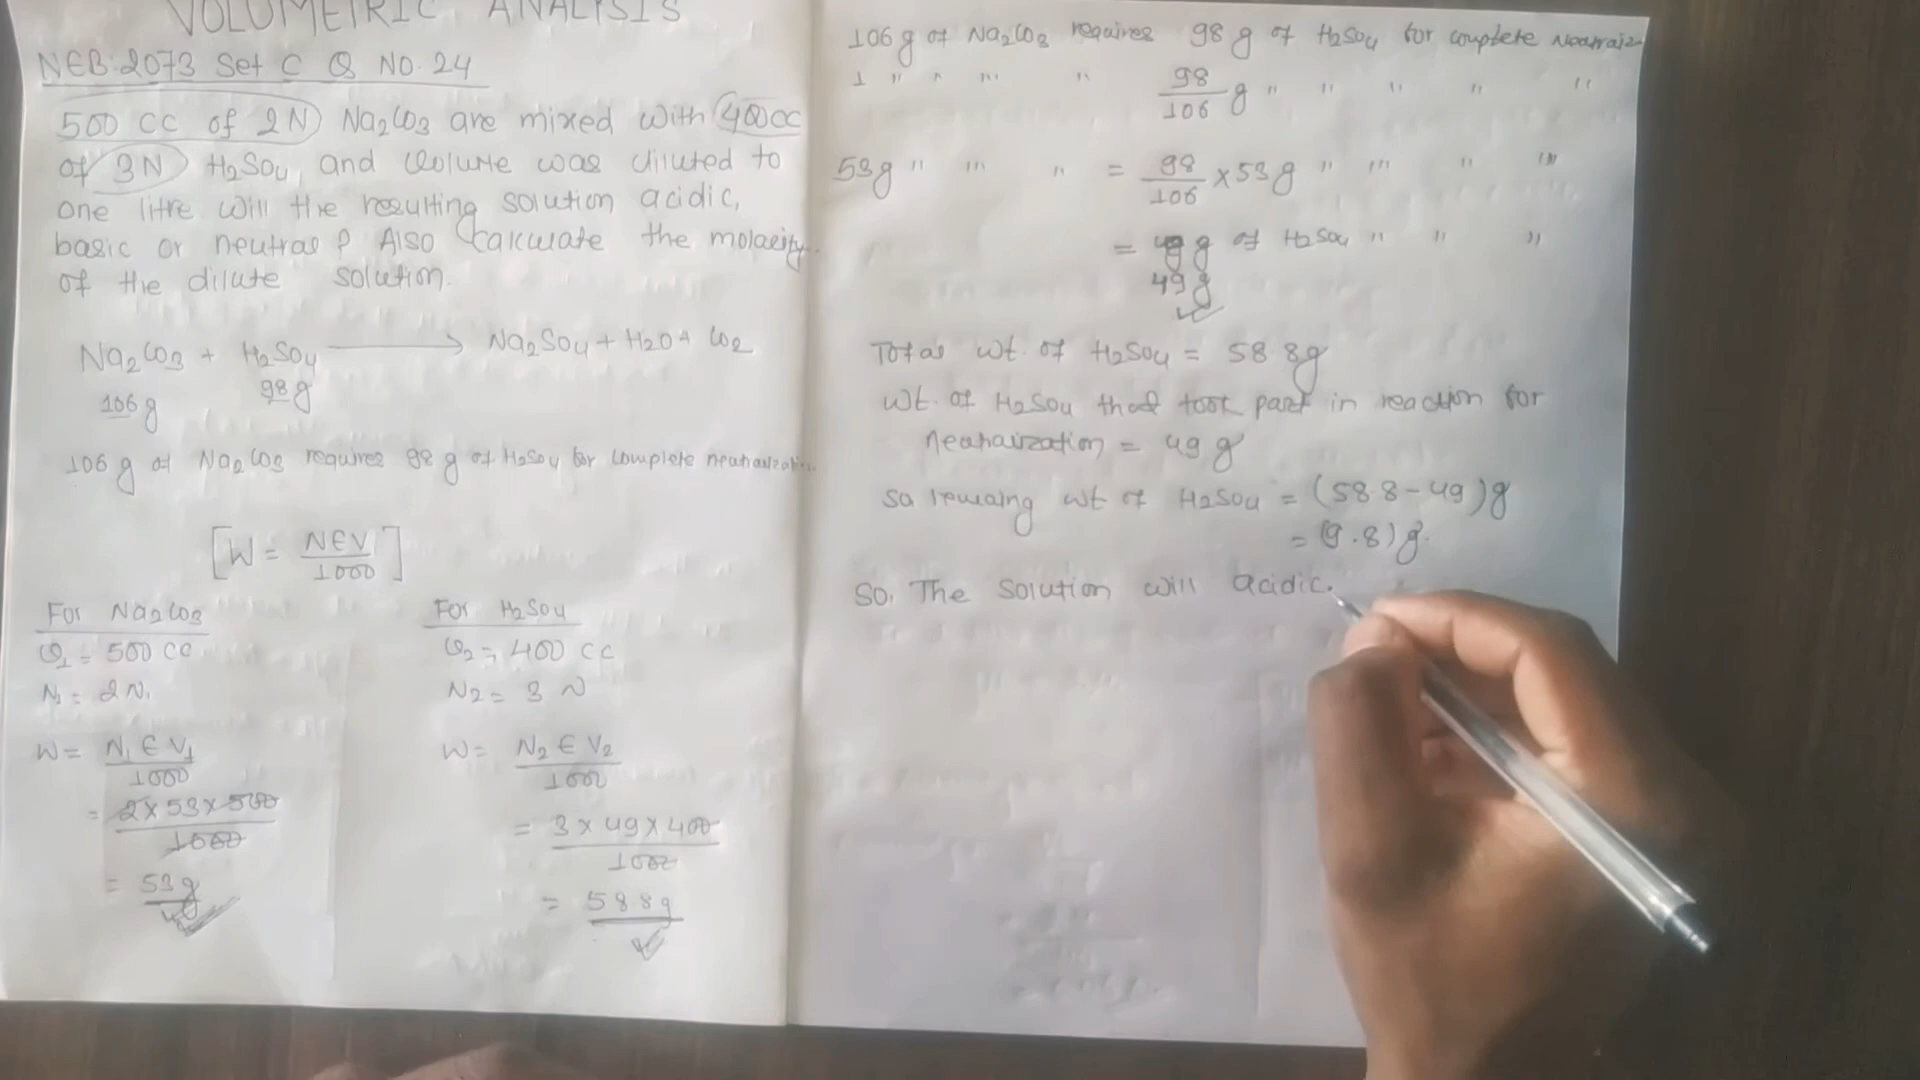 VOLUMETRIC ANALYSIS
NEB 2073 Set C Q NO. 24
500 CC of 2N Na2CO3 are mixed with 400CC
of 3N H2SO4 and volume was diluted to
one litre will the resulting solution acidic,
basic or neutral? Also calculate the molarity
of the dilute solution.
Na2CO3 + H2SO4 → Na2SO4 + H2O + CO2
106 g 98 g
106 g of Na2CO3 requires 98 g of H2SO4 for complete neutralization.
[W = NEV/1000]
For Na2CO3
V1 = 500 CC
N1 = 2N.
W = N1 E V1/1000
= 2 x 53 x 500/1000
= 53 g
For H2SO4
V2 = 400 CC
N2 = 3 N
W = N2 E V2/1000
= 3 x 49 x 400/1000
= 58 8g
106 g of Na2CO3 requires 98 g of H2SO4 for complete
1 " " " " 98/106 g " " " " "
53g " " " = 98/106 x 53 g " " " "
= g of H2SO4 " " "
49 g
Total wt. of H2SO4 = 58 8g
wt. of H2SO4 that took part in reaction for
neutralization = 49 g
So wt of H2SO4 = (58 8 - 49) g
= (9.8) g.
So, The solution will acidic.